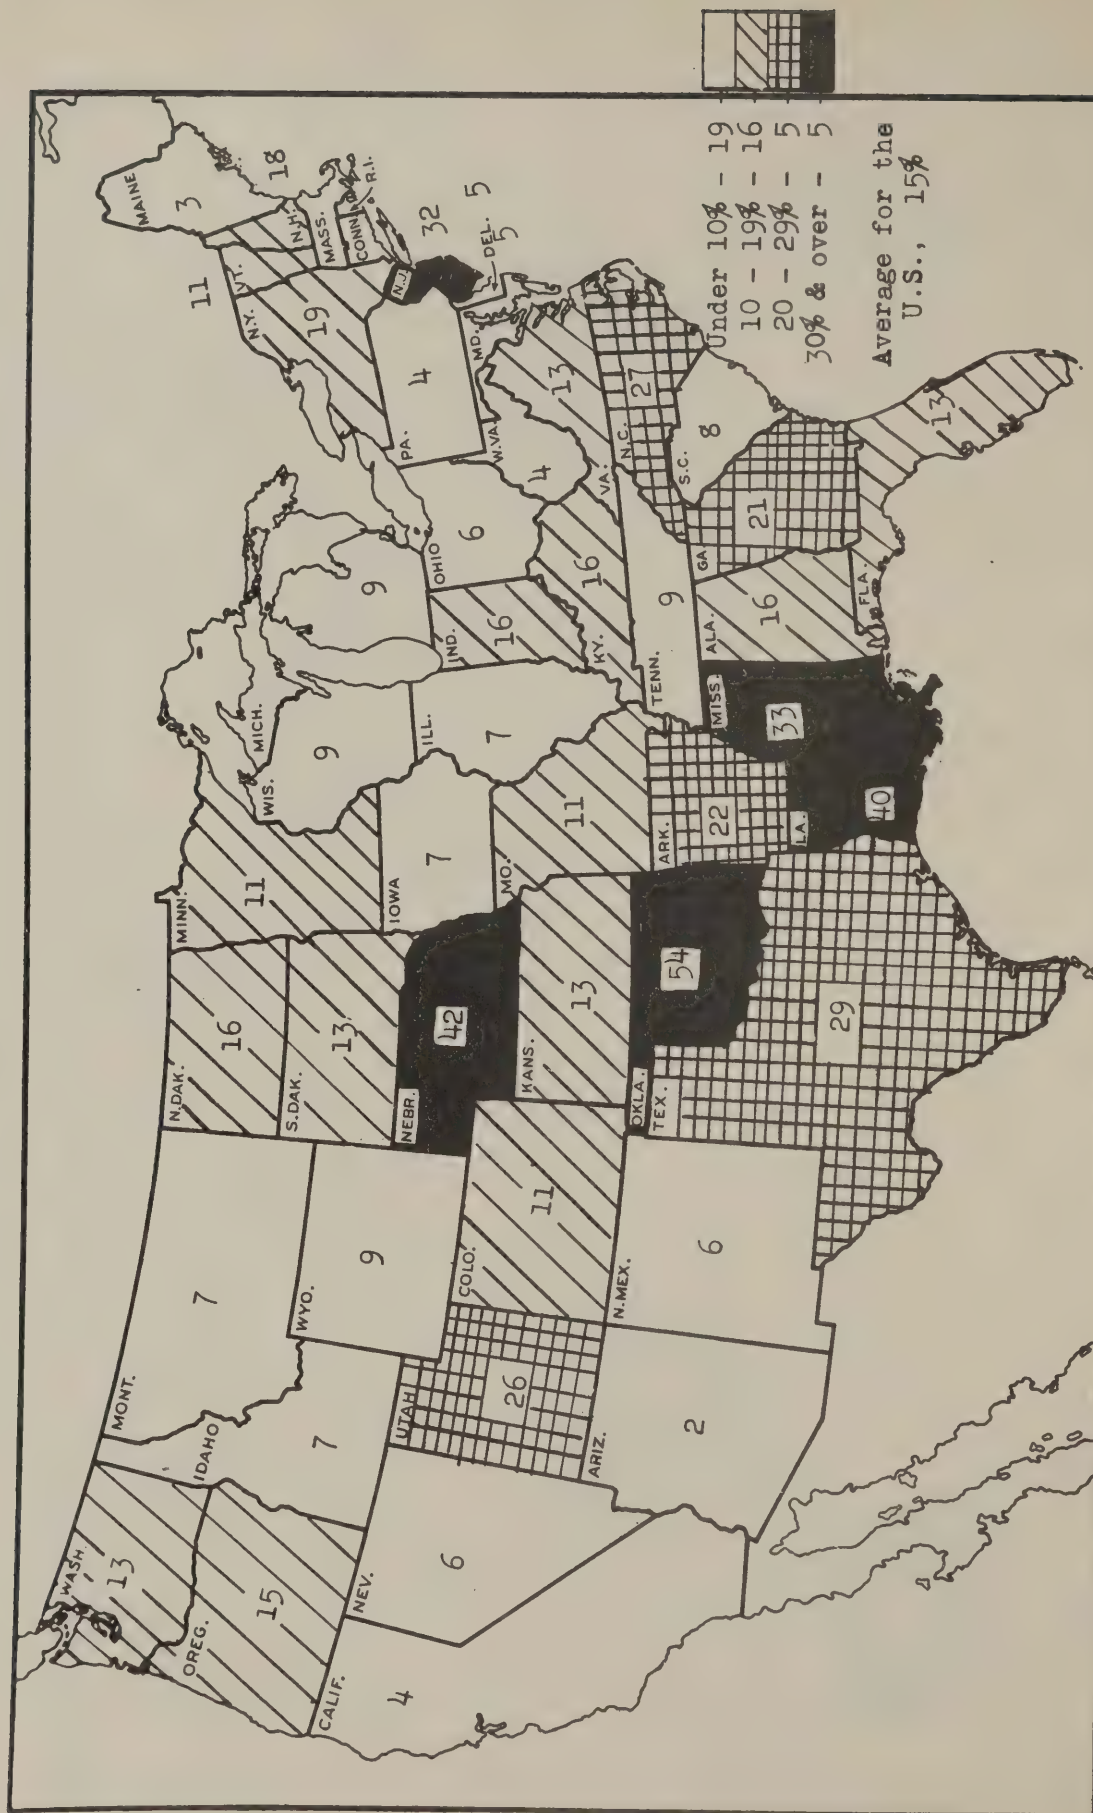 WASH.
13
OREG.
15
CALIF.
4
NEV.
6
IDAHO
7
MONT.
7
WYO.
9
UTAH
26
ARIZ.
2
COLO.
11
N.MEX.
6
N.DAK.
16
S.DAK.
13
NEBR.
42
KANS.
13
OKLA.
54
TEX.
29
MINN.
11
IOWA
7
MO.
11
ARK.
22
LA.
40
WIS.
9
MICH.
9
ILL.
7
IND.
16
OHIO
6
KY.
16
TENN.
9
MISS.
33
ALA.
16
GA
21
FLA.
13
S.C.
8
N.C.
27
VA.
13
W.VA.
4
MD.
5
DEL. 5
PA.
4
N.J.
32
N.Y.
19
VT.
11
N.H.
18
MAINE
3
MASS.
CONN.
R.I.
Under 10% - 19
10 - 19% - 16
20 - 29% - 5
30% & over - 5
Average for the
U.S., 15%